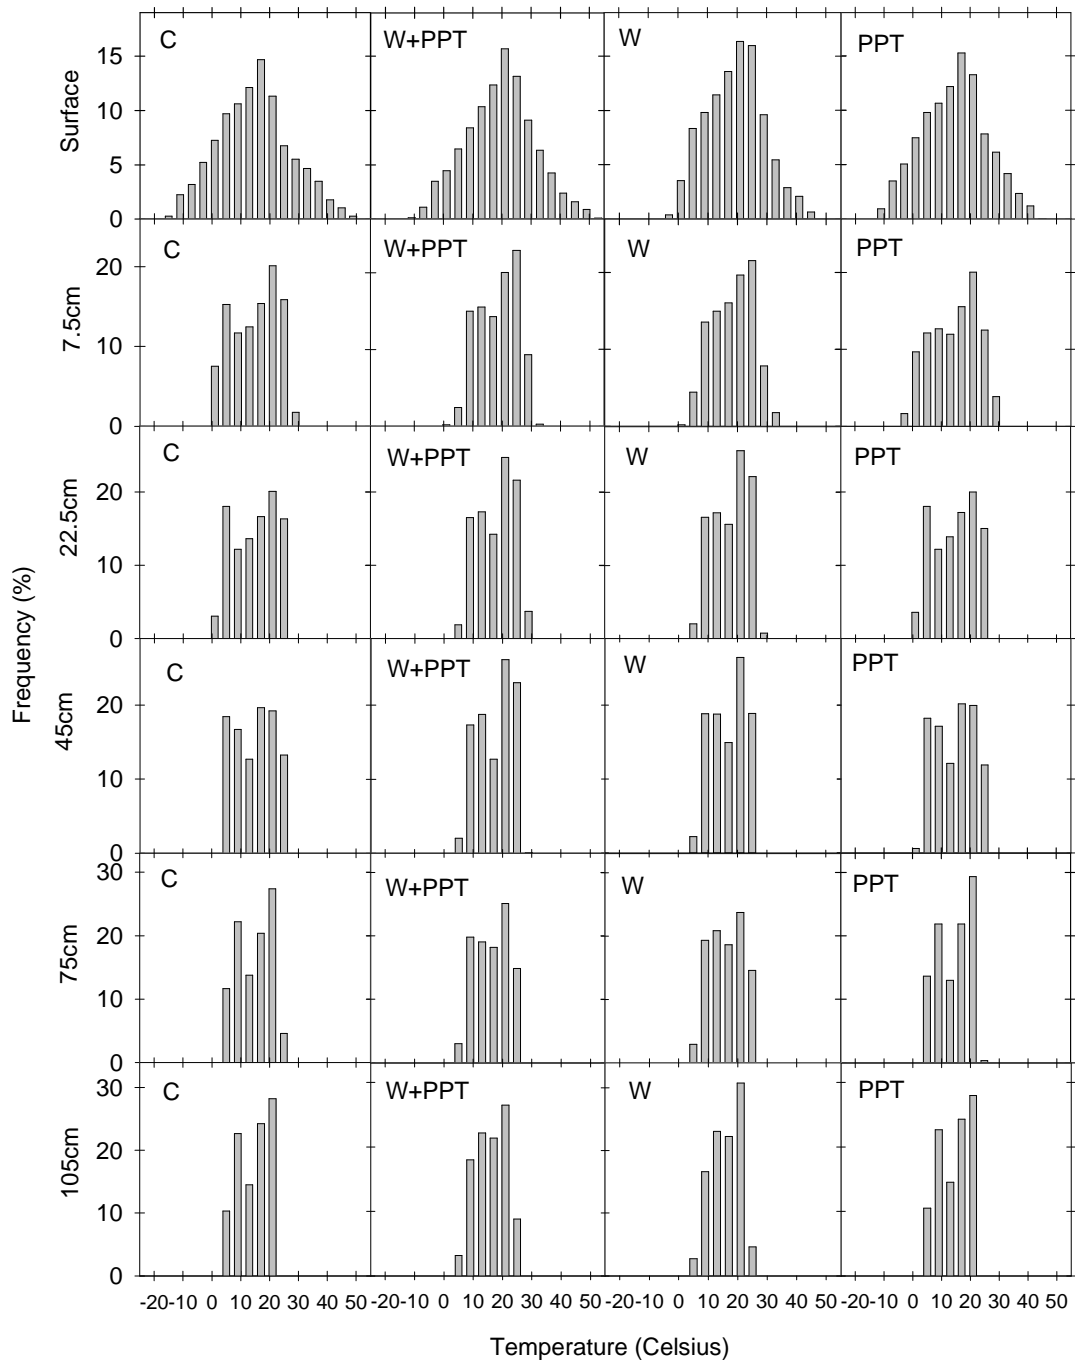 C W+PPT W PPT
Surface
15
10
5
0
C W+PPT W PPT
7.5cm
20
10
0
C W+PPT W PPT
22.5cm
20
10
0
Frequency (%)
C W+PPT W PPT
45cm
20
10
0
C W+PPT W PPT
75cm
30
20
10
0
C W+PPT W PPT
105cm
30
20
10
0
-20-10 0 10 20 30 40 50 -20-10 0 10 20 30 40 50 -20-10 0 10 20 30 40 50 -20-10 0 10 20 30 40 50
Temperature (Celsius)